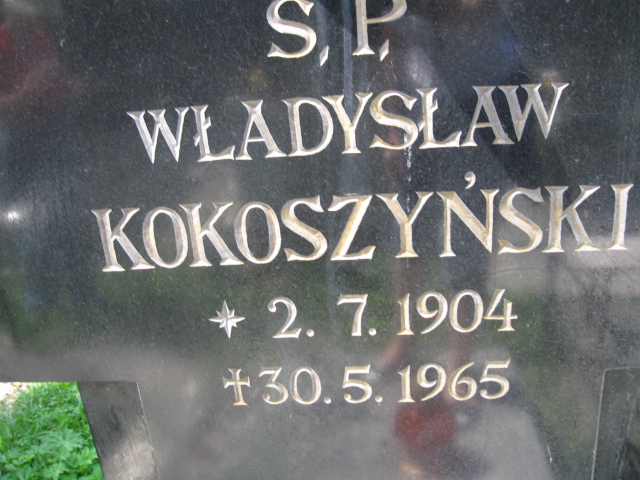 S. P.
WŁADYSŁAW
KOKOSZYŃSKI
* 2. 7. 1904
† 30. 5. 1965